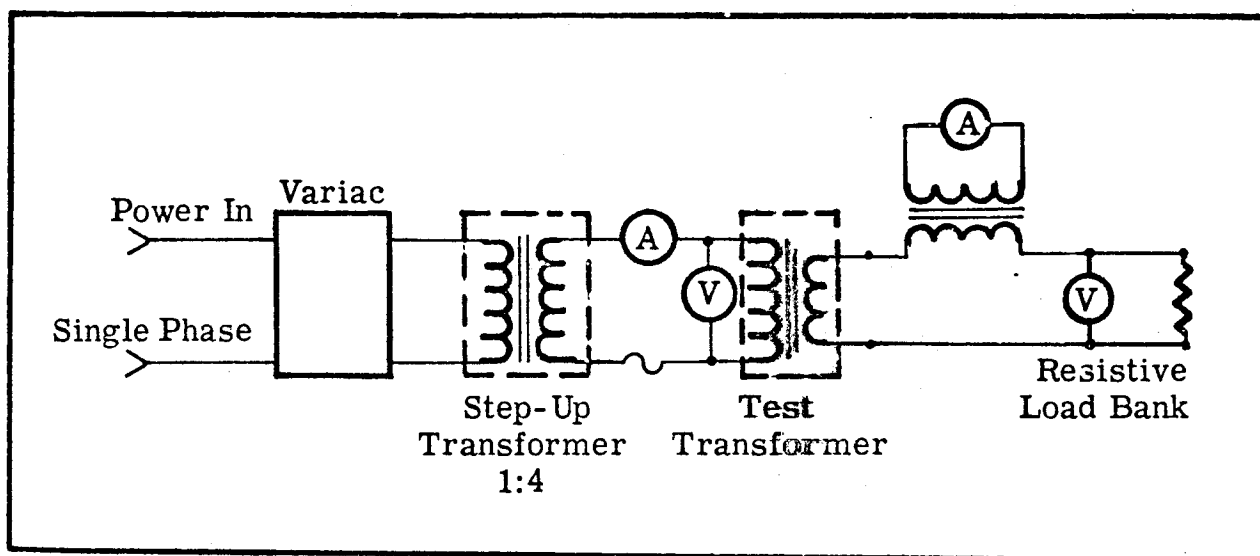 Variac
Power In
Single Phase
A
V
A
V
Step-Up
Transformer
1:4
Test
Transformer
Resistive
Load Bank